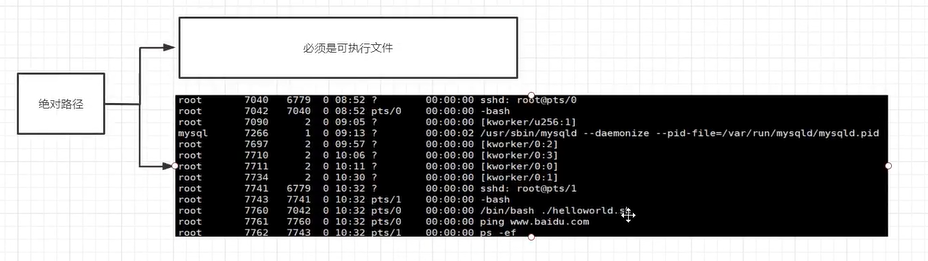 必须是可执行文件
绝对路径
root 7040 6779 0 08:52 ? 00:00:00 sshd: root@pts/0
root 7042 7040 0 08:52 pts/0 00:00:00 -bash
root 7090 2 0 09:05 ? 00:00:00 [kworker/u256:1]
mysql 7266 1 0 09:13 ? 00:00:02 /usr/sbin/mysqld --daemonize --pid-file=/var/run/mysqld/mysqld.pid
root 7697 2 0 09:57 ? 00:00:00 [kworker/0:2]
root 7710 2 0 10:06 ? 00:00:00 [kworker/0:3]
root 7711 2 0 10:11 ? 00:00:00 [kworker/0:0]
root 7734 2 0 10:30 ? 00:00:00 [kworker/0:1]
root 7741 6779 0 10:32 ? 00:00:00 sshd: root@pts/1
root 7743 7741 0 10:32 pts/1 00:00:00 -bash
root 7760 7042 0 10:32 pts/0 00:00:00 /bin/bash ./helloworld.sh
root 7761 7760 0 10:32 pts/0 00:00:00 ping www.baidu.com
root 7762 7743 0 10:32 pts/1 00:00:00 ps -ef